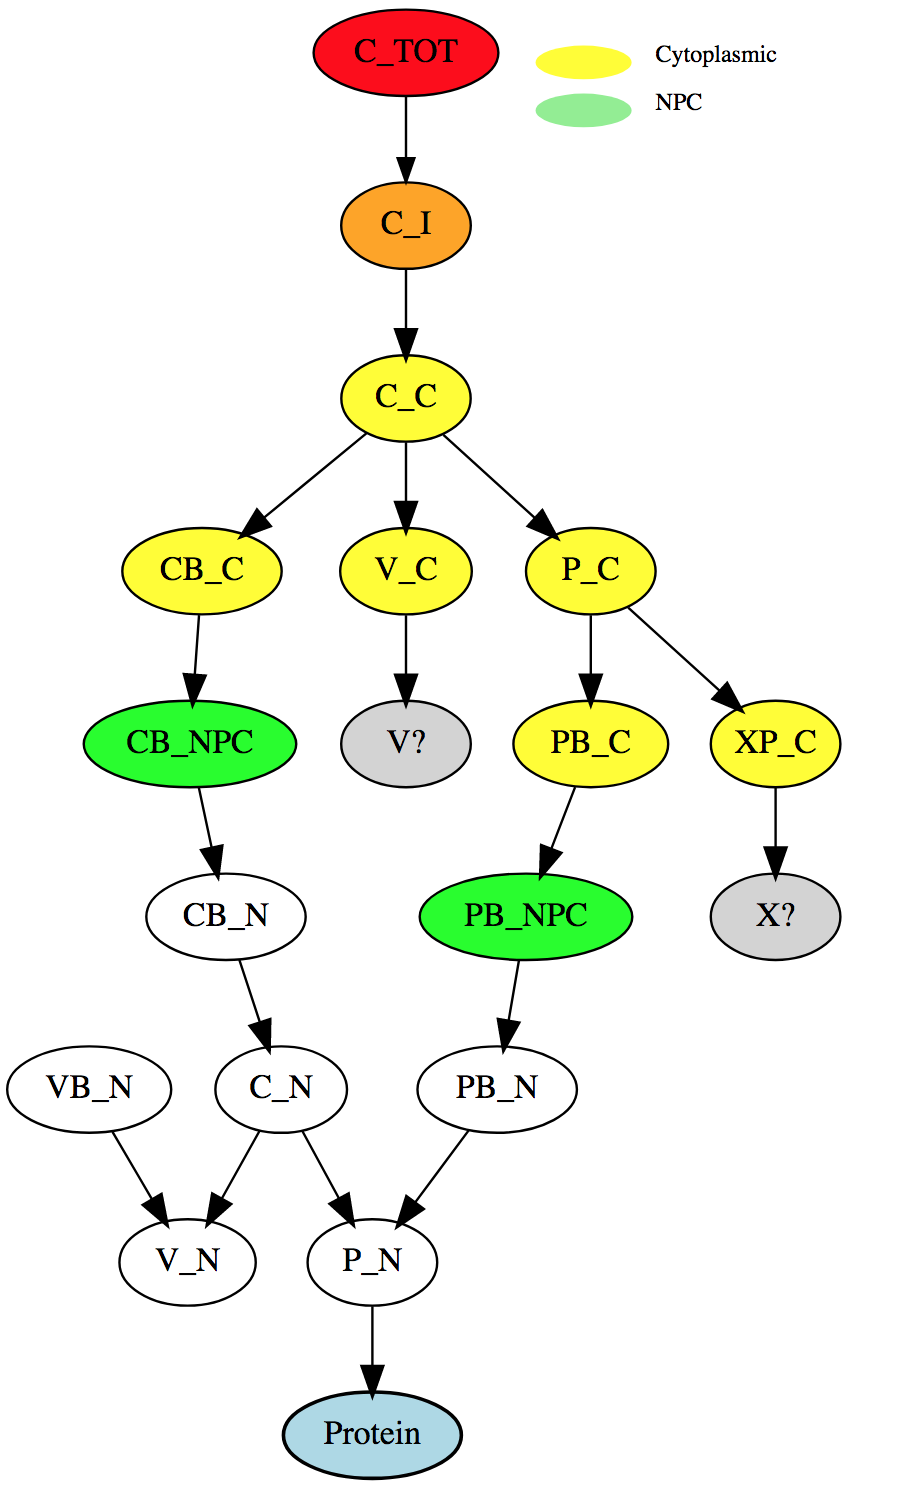 C_TOT
Cytoplasmic
NPC
C_I
C_C
CB_C
V_C
P_C
CB_NPC
V?
PB_C
XP_C
CB_N
PB_NPC
X?
VB_N
C_N
PB_N
V_N
P_N
Protein